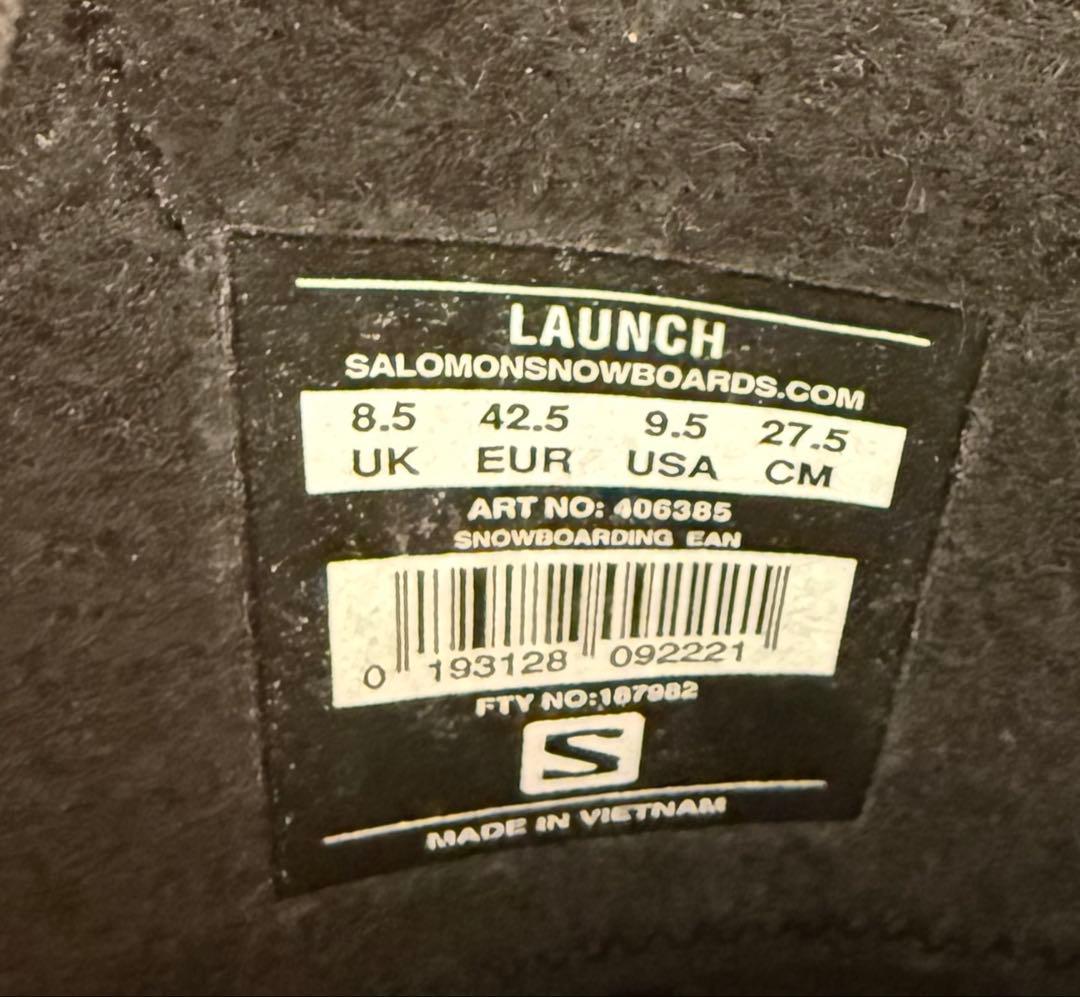 LAUNCH
SALOMONSNOWBOARDS.COM
8.5 42.5 9.5 27.5
UK EUR USA CM
ART NO: 406385
SNOWBOARDING EAN
0 193128 092221
FTY NO:187982
S
MADE IN VIETNAM